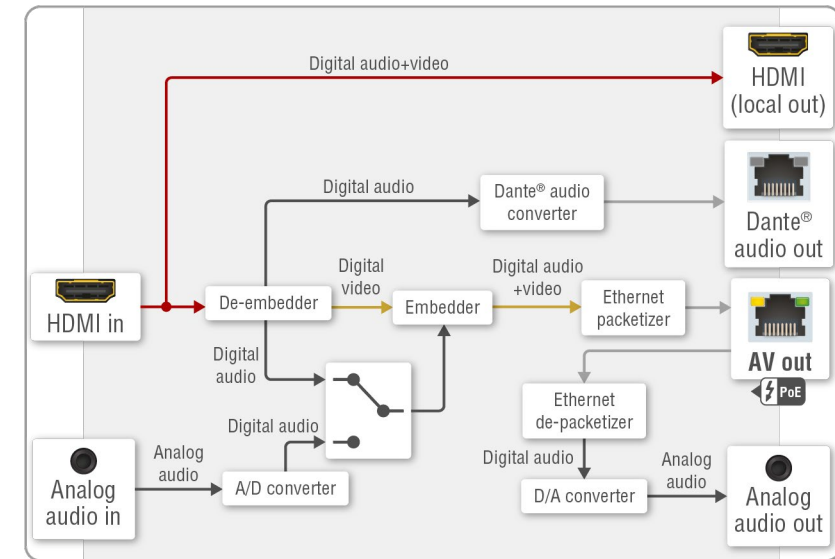 Digital audio+video
HDMI
(local out)
Digital audio
Dante® audio
converter
Dante®
audio out
Digital
video
Digital audio
+video
HDMI in
De-embedder
Embedder
Ethernet
packetizer
AV out
PoE
Digital
audio
Ethernet
de-packetizer
Digital audio
Analog
audio
Analog
audio in
A/D converter
Digital audio
D/A converter
Analog
audio
Analog
audio out